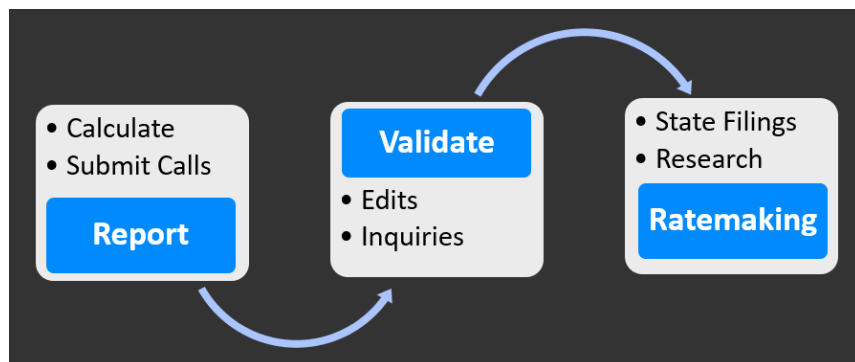 • Calculate
• Submit Calls
Report
Validate
• Edits
• Inquiries
• State Filings
• Research
Ratemaking